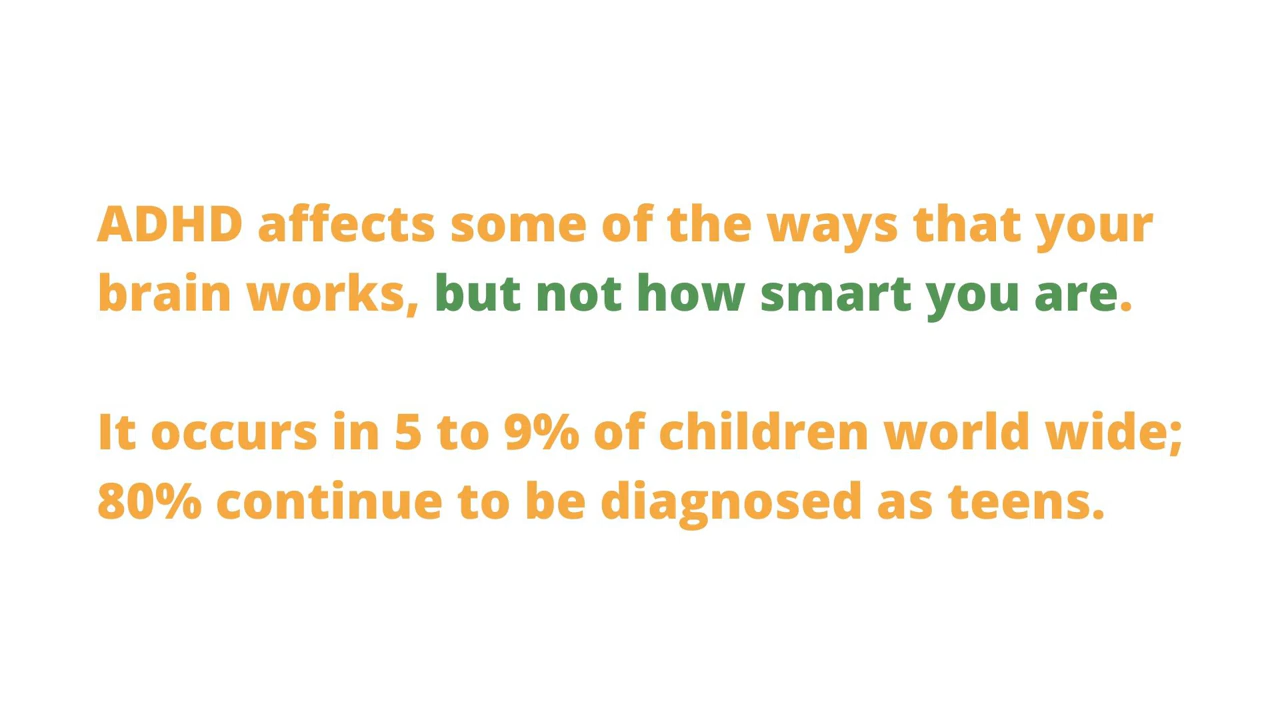 ADHD affects some of the ways that your
brain works, but not how smart you are.
It occurs in 5 to 9% of children world wide;
80% continue to be diagnosed as teens.